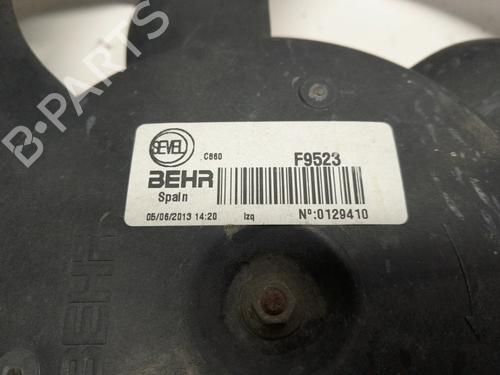 B-PARTS
SEVEL
C860
F9523
BEHR
Spain
05/06/2013 14:20
Izq
Nº:0129410
BEHR